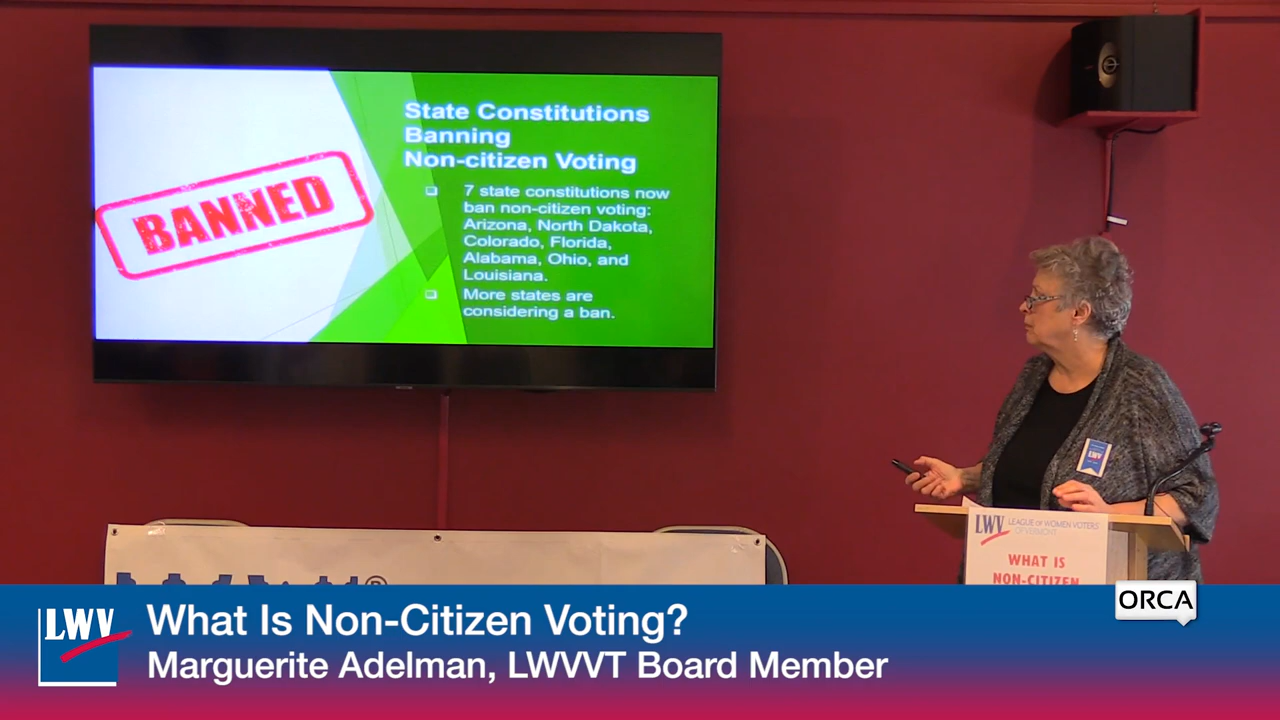 State Constitutions
Banning
Non-citizen Voting
BANNED
7 state constitutions now
ban non-citizen voting:
Arizona, North Dakota,
Colorado, Florida,
Alabama, Ohio, and
Louisiana.
More states are
considering a ban.
LWV
LWV LEAGUE OF WOMEN VOTERS®
OF VERMONT
WHAT IS
NON-CITIZEN
ORCA
LWV
What Is Non-Citizen Voting?
Marguerite Adelman, LWVVT Board Member